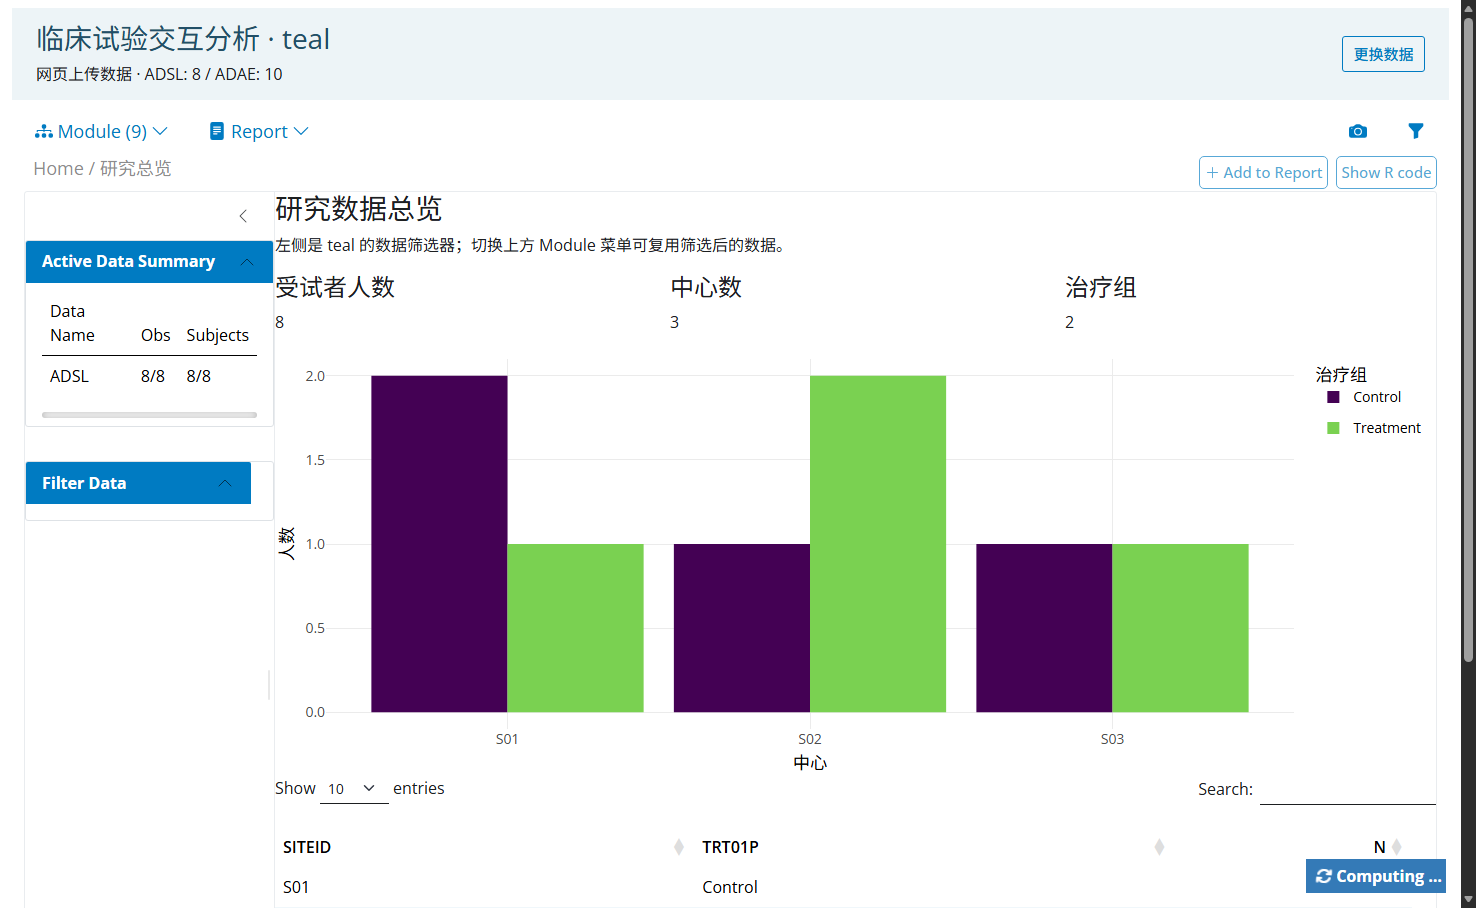 临床试验交互分析 · teal
网页上传数据 · ADSL: 8 / ADAE: 10
更换数据
Module (9)
Report
Home / 研究总览
+ Add to Report
Show R code
Active Data Summary
Data Name Obs Subjects
ADSL 8/8 8/8
Filter Data
研究数据总览
左侧是 teal 的数据筛选器；切换上方 Module 菜单可复用筛选后的数据。
受试者人数 中心数 治疗组
8 3 2
治疗组
Control
Treatment
2.0
1.5
1.0
0.5
0.0
人数
S01 S02 S03
中心
Show 10 entries
Search:
SITEID TRT01P N
S01 Control
Computing ...